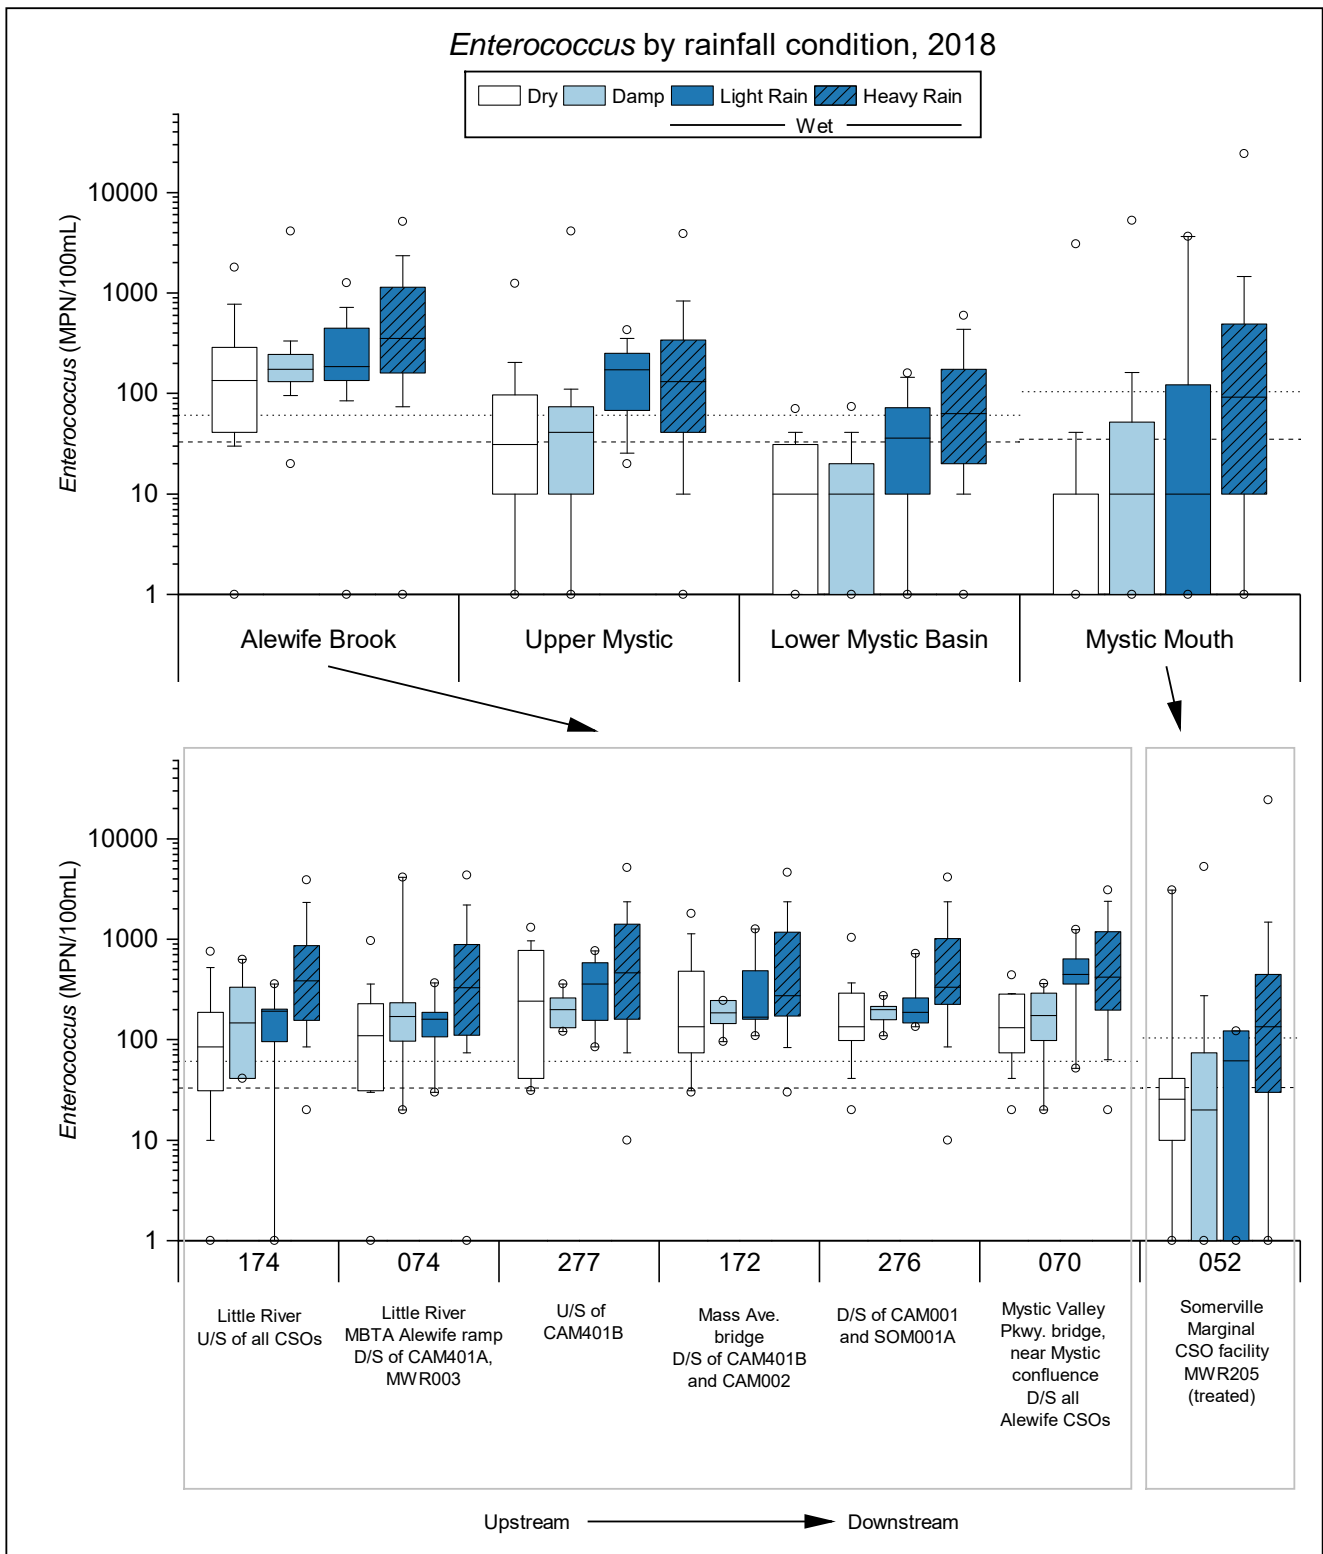 Enterococcus by rainfall condition, 2018
Dry Damp Light Rain Heavy Rain
Wet
Enterococcus (MPN/100mL)
10000
1000
100
10
1
Alewife Brook Upper Mystic Lower Mystic Basin Mystic Mouth
Enterococcus (MPN/100mL)
10000
1000
100
10
1
174 074 277 172 276 070 052
Little River
U/S of all CSOs
Little River
MBTA Alewife ramp
D/S of CAM401A,
MWR003
U/S of
CAM401B
Mass Ave.
bridge
D/S of CAM401B
and CAM002
D/S of CAM001
and SOM001A
Mystic Valley
Pkwy. bridge,
near Mystic
confluence
D/S all
Alewife CSOs
Somerville
Marginal
CSO facility
MWR205
(treated)
Upstream Downstream